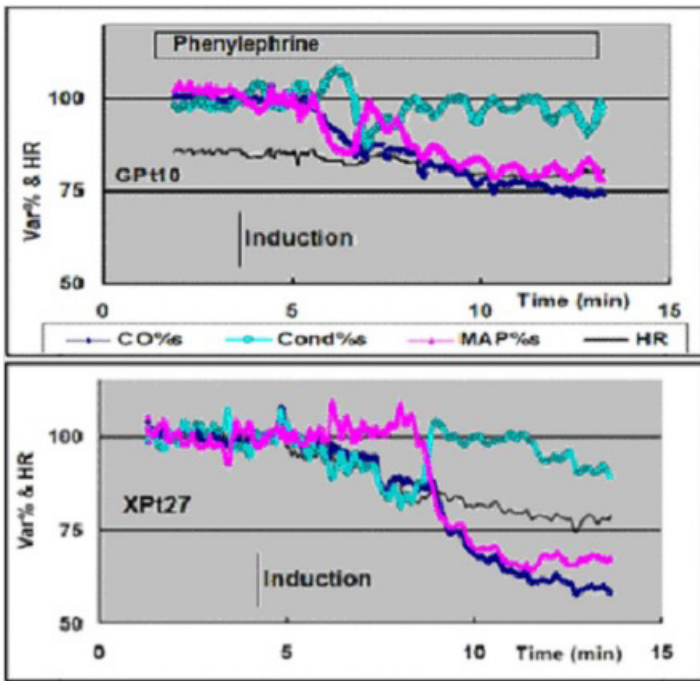 Phenylephrine
100
75
50
Var% & HR
GPt10
Induction
0
5
10
15
Time (min)
CO%s
Cond%s
MAP%s
HR
100
75
50
Var% & HR
XPt27
Induction
0
5
10
15
Time (min)